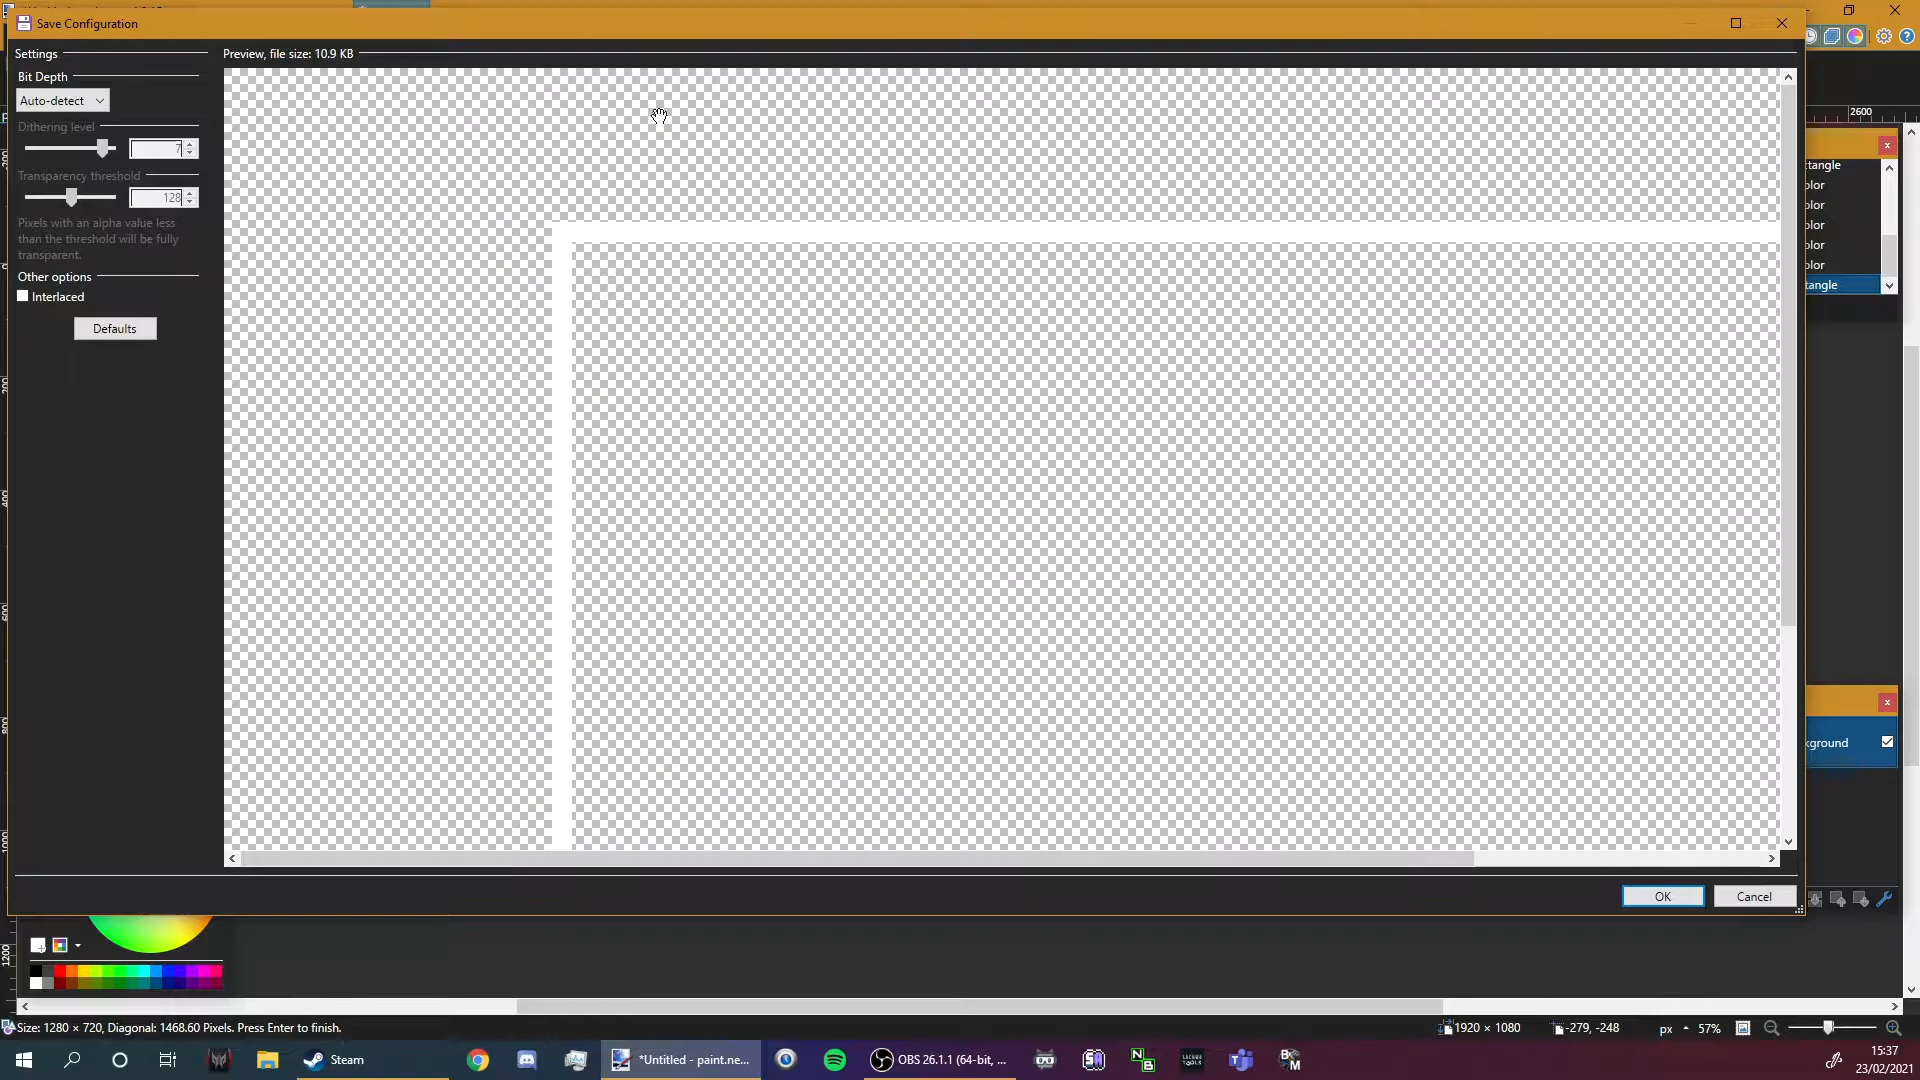 Save Configuration
Settings
Preview, file size: 10.9 KB
Bit Depth
Auto-detect
Dithering level
7
Transparency threshold
128
Pixels with an alpha value less
than the threshold will be fully
transparent.
Other options
Interlaced
Defaults
2600
tangle
olor
olor
olor
olor
olor
tangle
kground
OK
Cancel
Size: 1280 × 720, Diagonal: 1468.60 Pixels. Press Enter to finish.
1920 × 1080
-279, -248
px
57%
Steam
*Untitled - paint.ne...
OBS 26.1.1 (64-bit, ...
15:37
23/02/2021